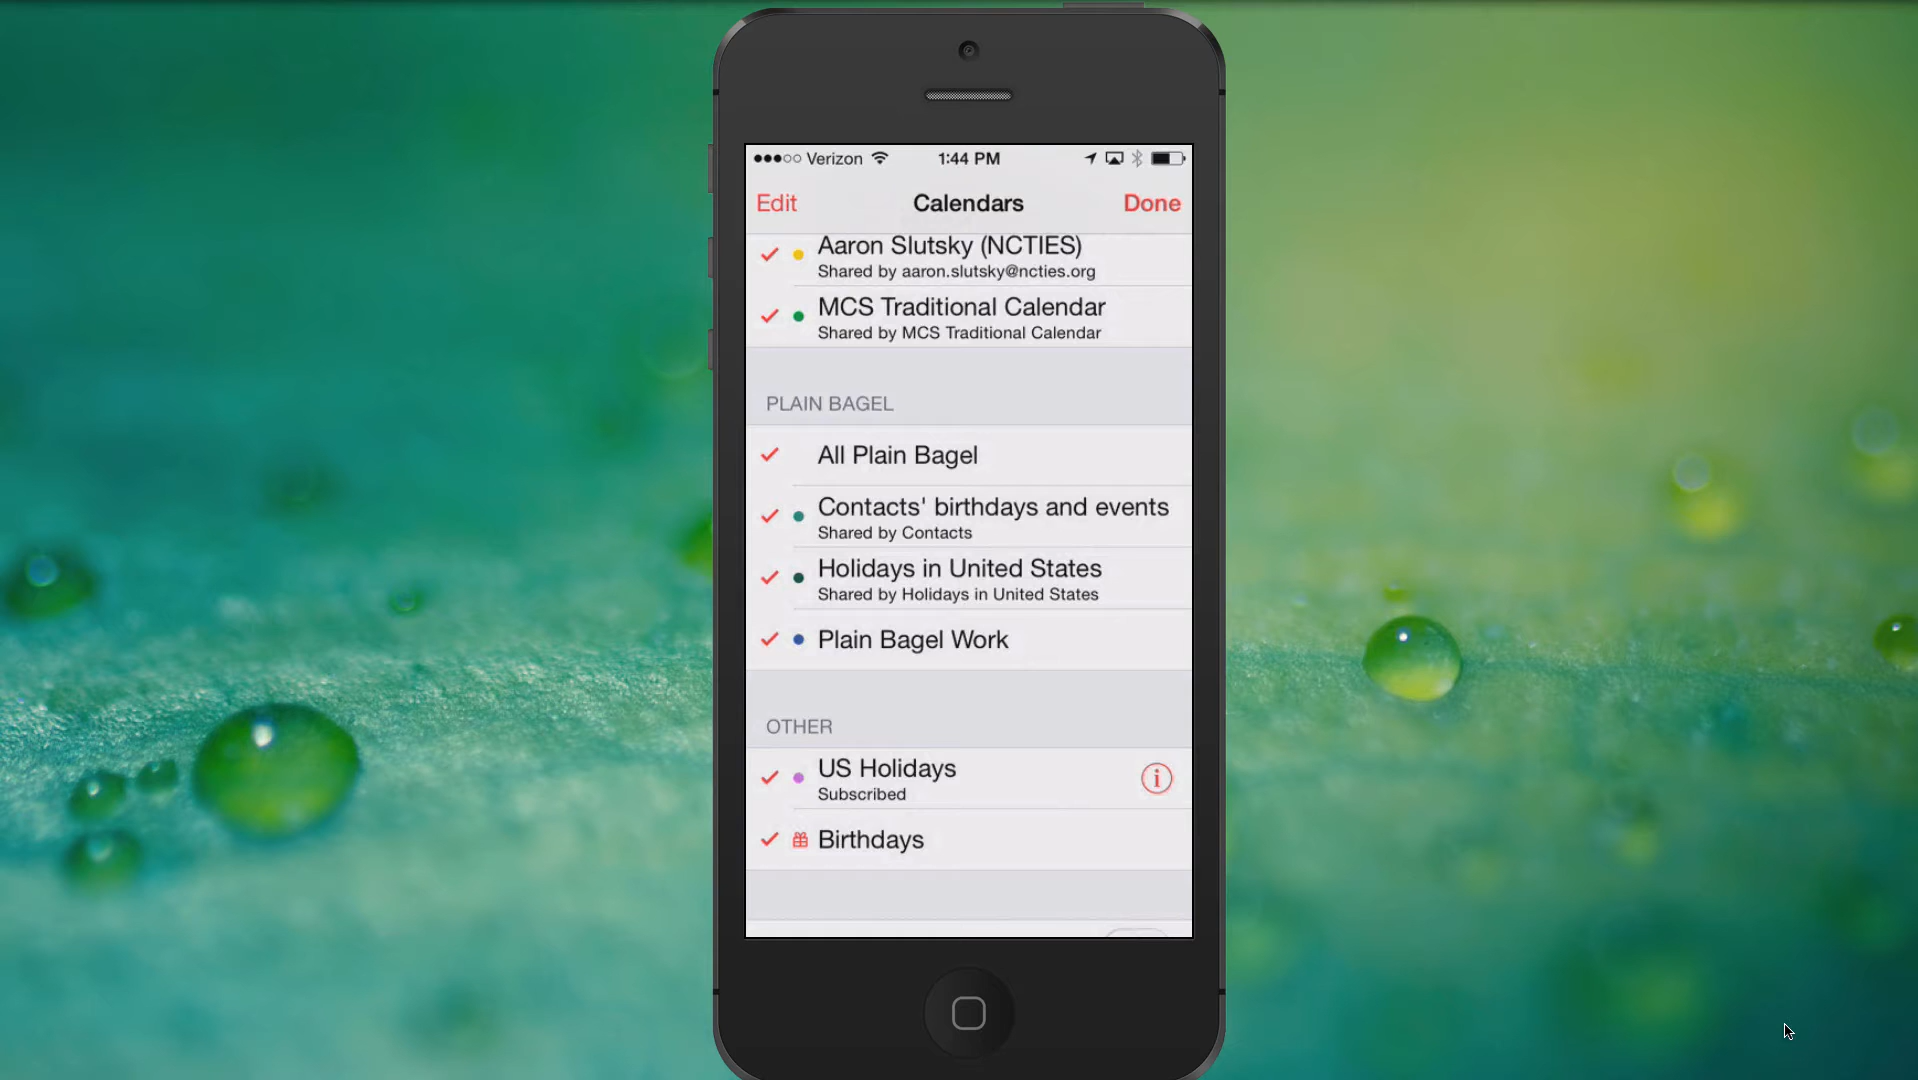 Verizon 1:44 PM
Edit Calendars Done
Aaron Slutsky (NCTIES)
Shared by aaron.slutsky@ncties.org
MCS Traditional Calendar
Shared by MCS Traditional Calendar
PLAIN BAGEL
All Plain Bagel
Contacts' birthdays and events
Shared by Contacts
Holidays in United States
Shared by Holidays in United States
Plain Bagel Work
OTHER
US Holidays
Subscribed
Birthdays